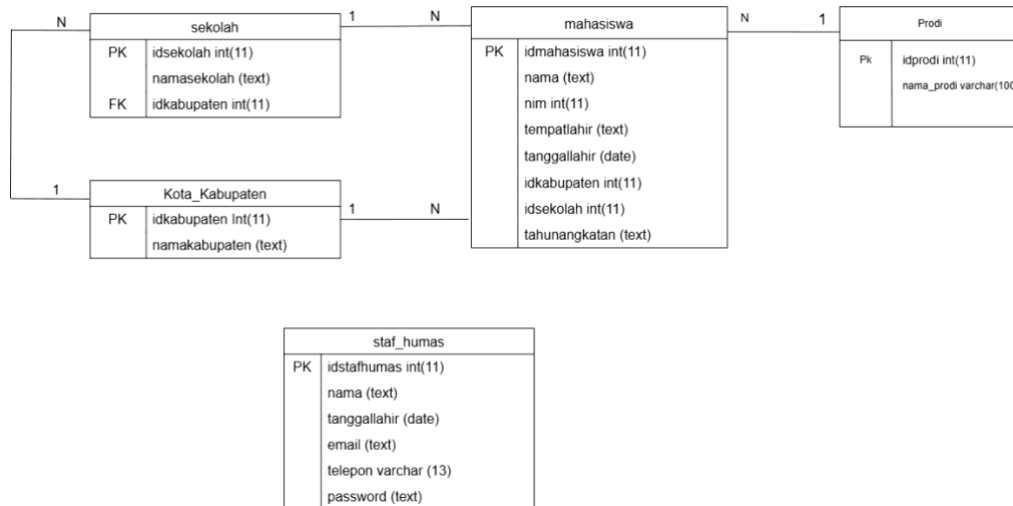 N
1
N
N
1
sekolah
PK idsekolah int(11)
namasekolah (text)
FK idkabupaten int(11)
mahasiswa
PK idmahasiswa int(11)
nama (text)
nim int(11)
tempatlahir (text)
tanggallahir (date)
idkabupaten int(11)
idsekolah int(11)
tahunangkatan (text)
Prodi
Pk idprodi int(11)
nama_prodi varchar(100
1
Kota_Kabupaten
PK idkabupaten Int(11)
namakabupaten (text)
1
N
staf_humas
PK idstafhumas int(11)
nama (text)
tanggallahir (date)
email (text)
telepon varchar (13)
password (text)